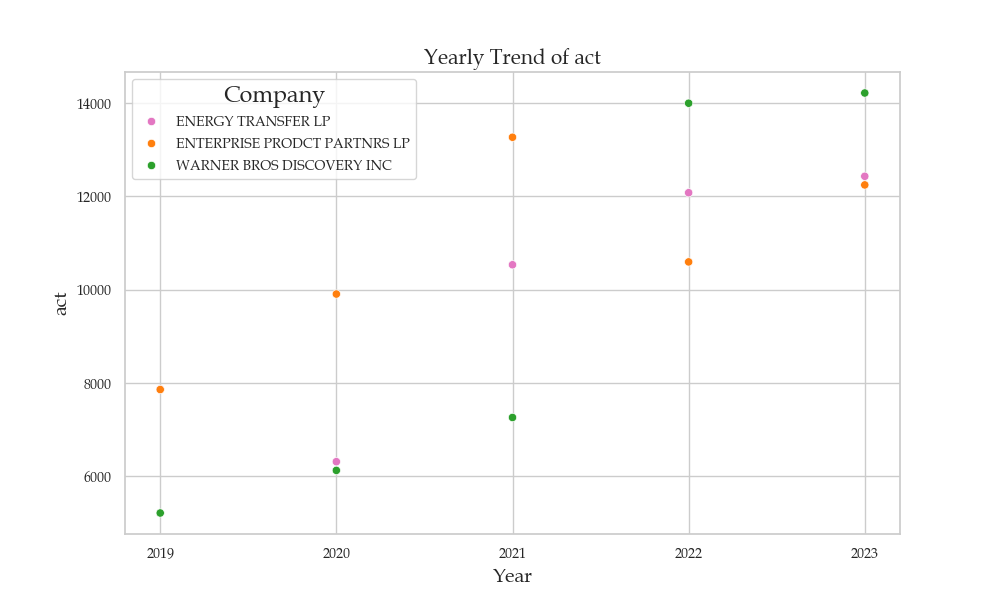 Yearly Trend of act
Company
ENERGY TRANSFER LP
ENTERPRISE PRODCT PARTNRS LP
WARNER BROS DISCOVERY INC
14000
12000
10000
8000
6000
act
2019 2020 2021 2022 2023
Year